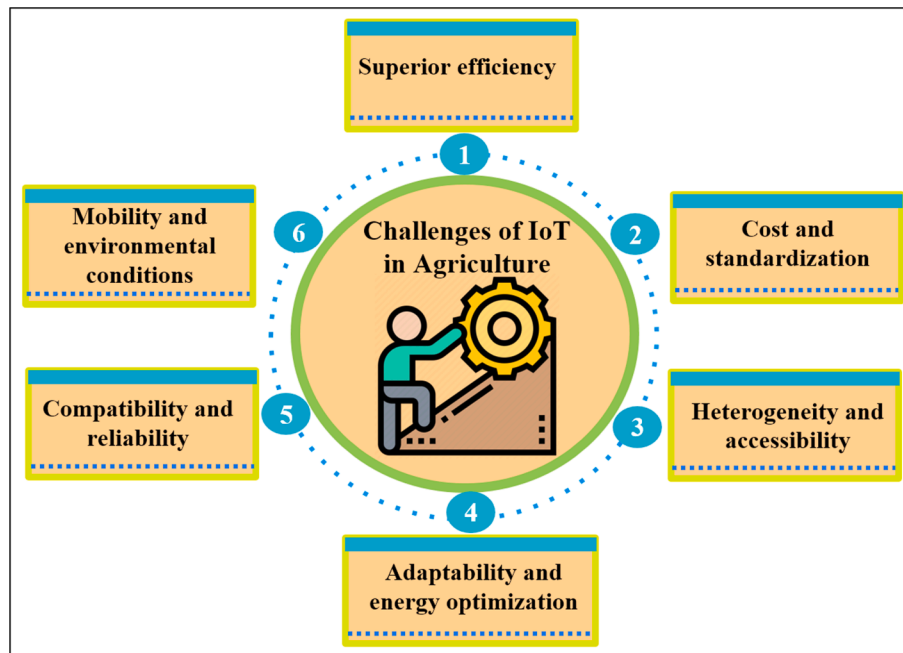 Superior efficiency
1
Challenges of IoT
in Agriculture
2
Cost and
standardization
3
Heterogeneity and
accessibility
4
Adaptability and
energy optimization
5
Compatibility and
reliability
6
Mobility and
environmental
conditions